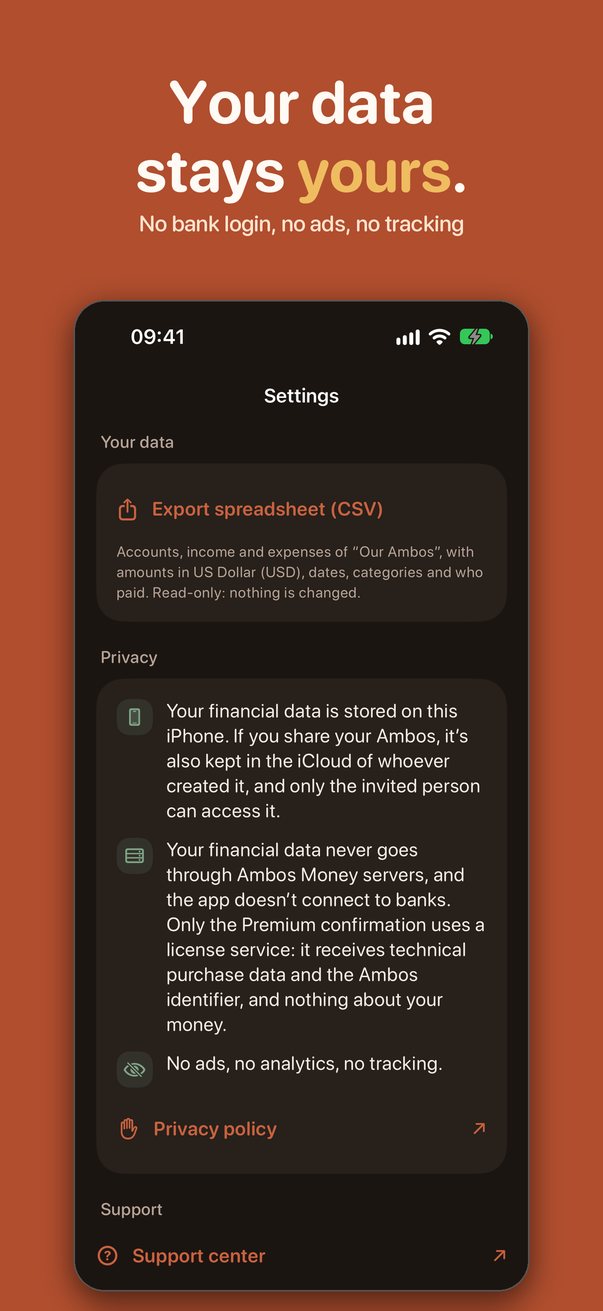 Your data
stays yours.
No bank login, no ads, no tracking
09:41
Settings
Your data
Export spreadsheet (CSV)
Accounts, income and expenses of “Our Ambos”, with
amounts in US Dollar (USD), dates, categories and who
paid. Read-only: nothing is changed.
Privacy
Your financial data is stored on this
iPhone. If you share your Ambos, it’s
also kept in the iCloud of whoever
created it, and only the invited person
can access it.
Your financial data never goes
through Ambos Money servers, and
the app doesn’t connect to banks.
Only the Premium confirmation uses a
license service: it receives technical
purchase data and the Ambos
identifier, and nothing about your
money.
No ads, no analytics, no tracking.
Privacy policy
Support
Support center